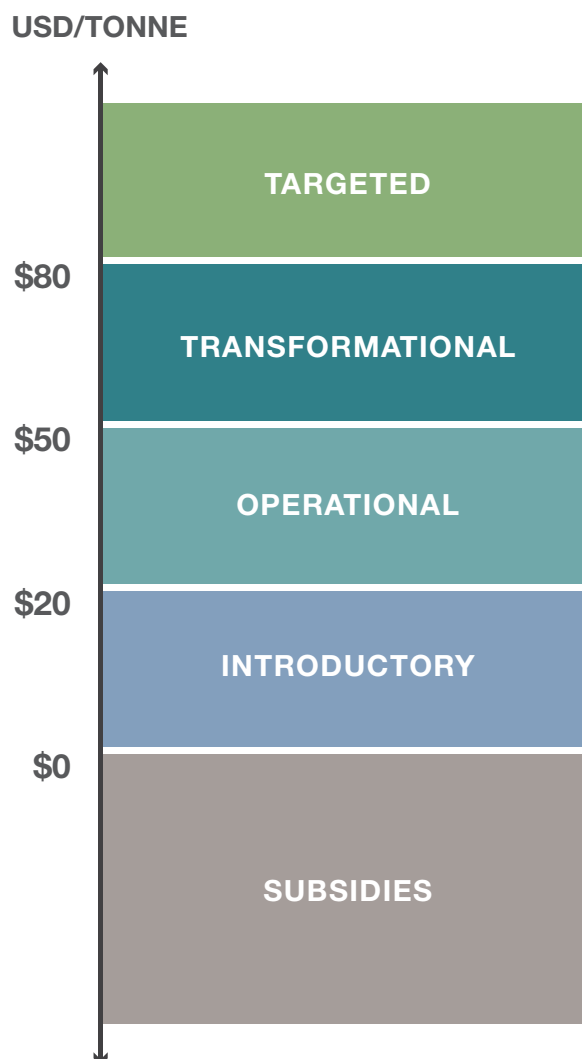 USD/TONNE
TARGETED
$80
TRANSFORMATIONAL
$50
OPERATIONAL
$20
INTRODUCTORY
$0
SUBSIDIES